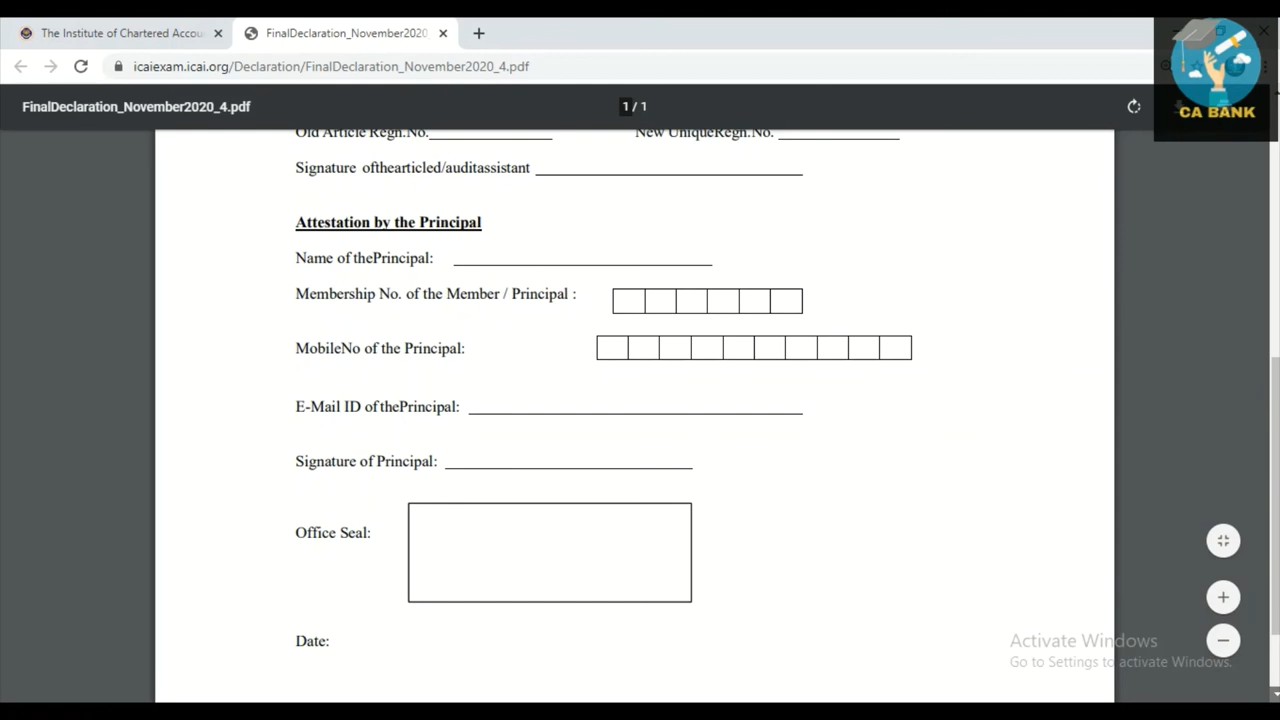 The Institute of Chartered Accou
FinalDeclaration_November2020
icaiexam.icai.org/Declaration/FinalDeclaration_November2020_4.pdf
FinalDeclaration_November2020_4.pdf
1 / 1
CA BANK
Old Article Regn.No. New UniqueRegn.No.
Signature ofthearticled/auditassistant
Attestation by the Principal
Name of thePrincipal:
Membership No. of the Member / Principal :
MobileNo of the Principal:
E-Mail ID of thePrincipal:
Signature of Principal:
Office Seal:
Date:
Activate Windows
Go to Settings to activate Windows.